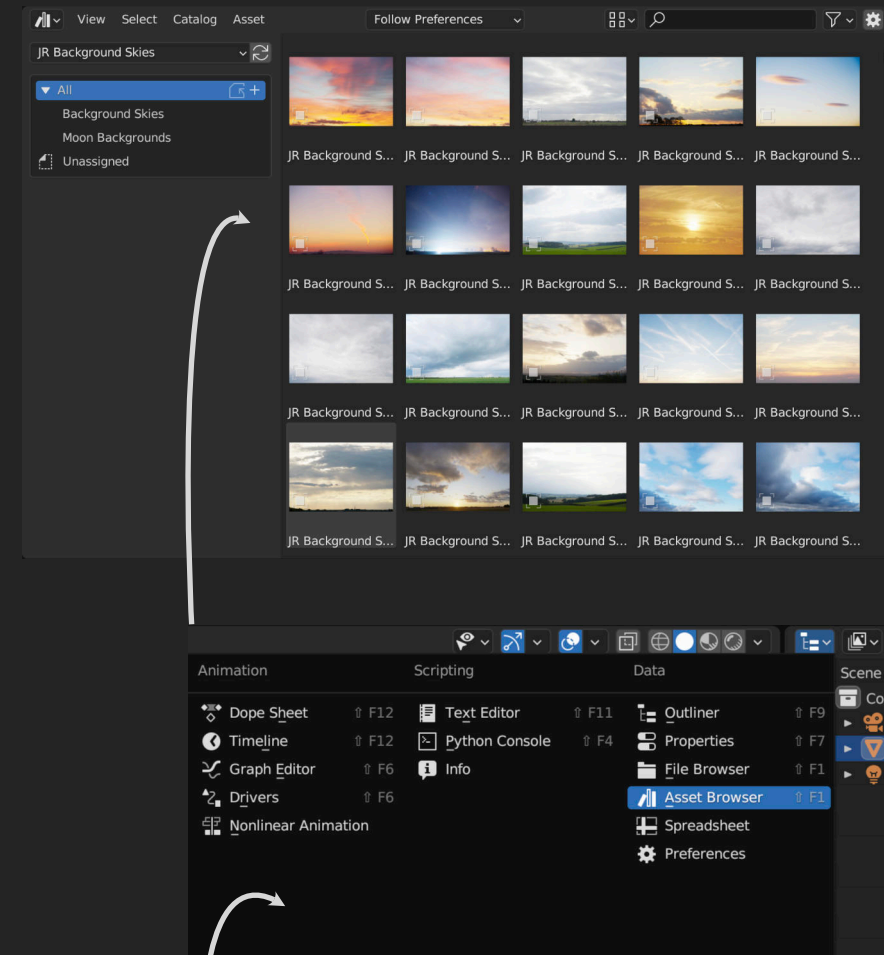 View Select Catalog Asset Follow Preferences
JR Background Skies
All
Background Skies
Moon Backgrounds
Unassigned
JR Background S... JR Background S... JR Background S... JR Background S... JR Background S...
JR Background S... JR Background S... JR Background S... JR Background S... JR Background S...
JR Background S... JR Background S... JR Background S... JR Background S... JR Background S...
JR Background S... JR Background S... JR Background S... JR Background S... JR Background S...
Animation Scripting Data
Scene
Co
Dope Sheet ⇧ F12 Text Editor ⇧ F11 Outliner ⇧ F9
Timeline ⇧ F12 Python Console ⇧ F4 Properties ⇧ F7
Graph Editor ⇧ F6 Info File Browser ⇧ F1
Drivers ⇧ F6 Asset Browser ⇧ F1
Nonlinear Animation Spreadsheet
Preferences